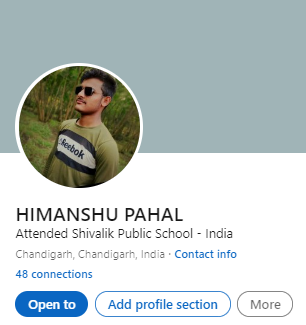 Reebok
HIMANSHU PAHAL
Attended Shivalik Public School - India
Chandigarh, Chandigarh, India · Contact info
48 connections
Open to
Add profile section
More